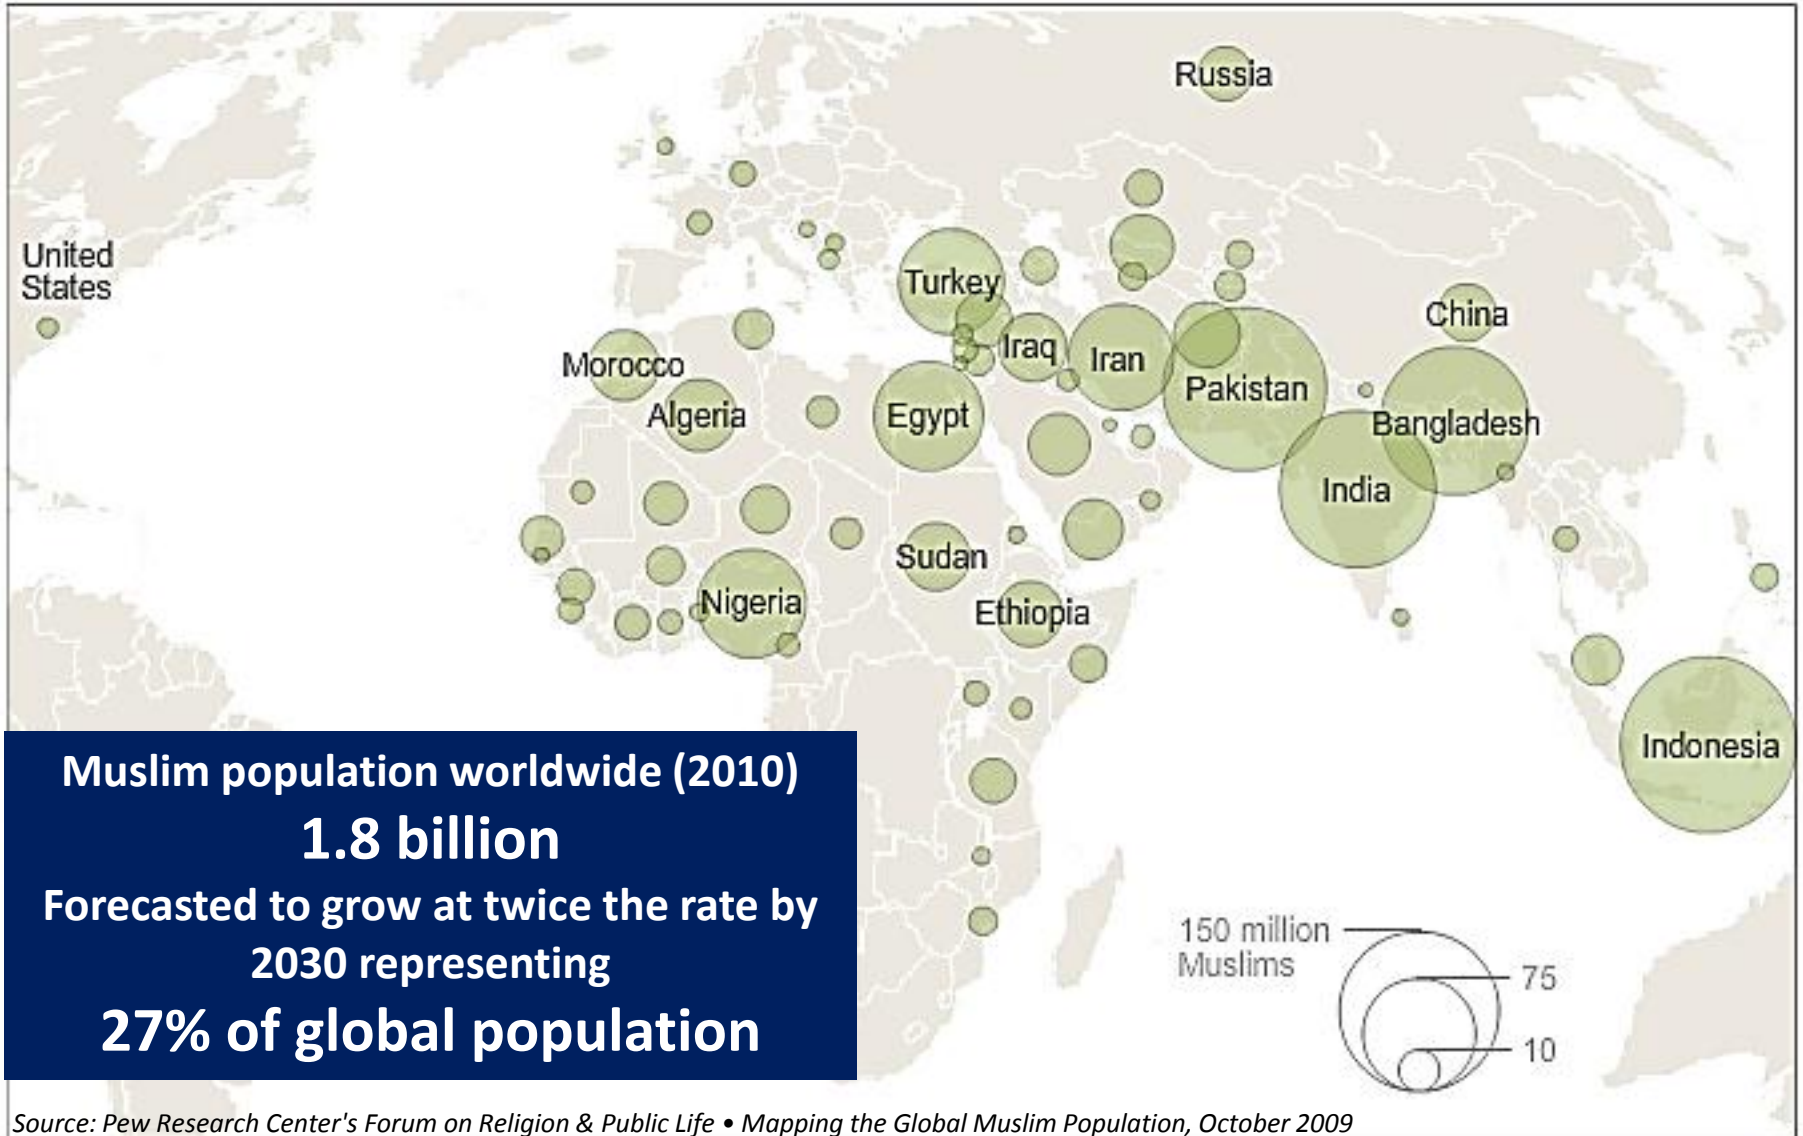 Russia
United
States
Turkey
China
Morocco
Iraq
Iran
Pakistan
Algeria
Egypt
Bangladesh
India
Sudan
Nigeria
Ethiopia
Indonesia
Muslim population worldwide (2010)
1.8 billion
Forecasted to grow at twice the rate by
2030 representing
27% of global population
150 million
Muslims
75
10
Source: Pew Research Center's Forum on Religion & Public Life • Mapping the Global Muslim Population, October 2009